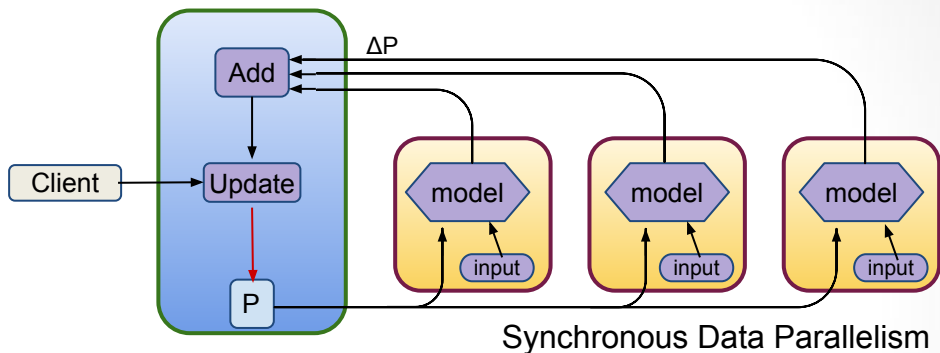 ΔP
Add
Client
Update
model
model
model
input
input
input
P
Synchronous Data Parallelism